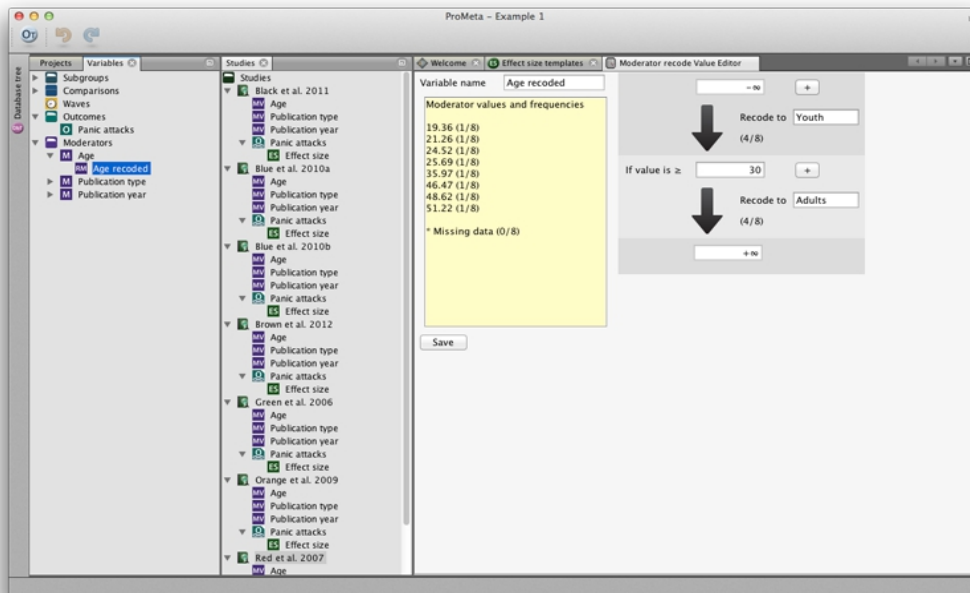 ProMeta - Example 1
Database tree
Projects
Variables
Subgroups
Comparisons
Waves
Outcomes
Panic attacks
Moderators
Age
Age recoded
Publication type
Publication year
Studies
Studies
Black 2011
Age
Publication type
Publication year
Panic attacks
Effect size
Blue et al. 2010a
Age
Publication type
Publication year
Panic attacks
Effect size
Blue et al. 2010b
Age
Publication type
Publication year
Panic attacks
Effect size
Brown et al. 2012
Age
Publication type
Publication year
Panic attacks
Effect size
Green et al. 2006
Age
Publication type
Publication year
Panic attacks
Effect size
Orange et al. 2009
Age
Publication type
Publication year
Panic attacks
Effect size
Red et al. 2007
Age
Welcome
Effect size templates
Moderator recode Value Editor
Variable name Age recoded
Moderator values and frequencies
19.36 (1/8)
21.26 (1/8)
24.52 (1/8)
25.69 (1/8)
35.97 (1/8)
46.47 (1/8)
48.62 (1/8)
51.22 (1/8)
* Missing data (0/8)
Save
-∞ +
Recode to Youth
(4/8)
If value is ≥ 30 +
Recode to Adults
(4/8)
+∞